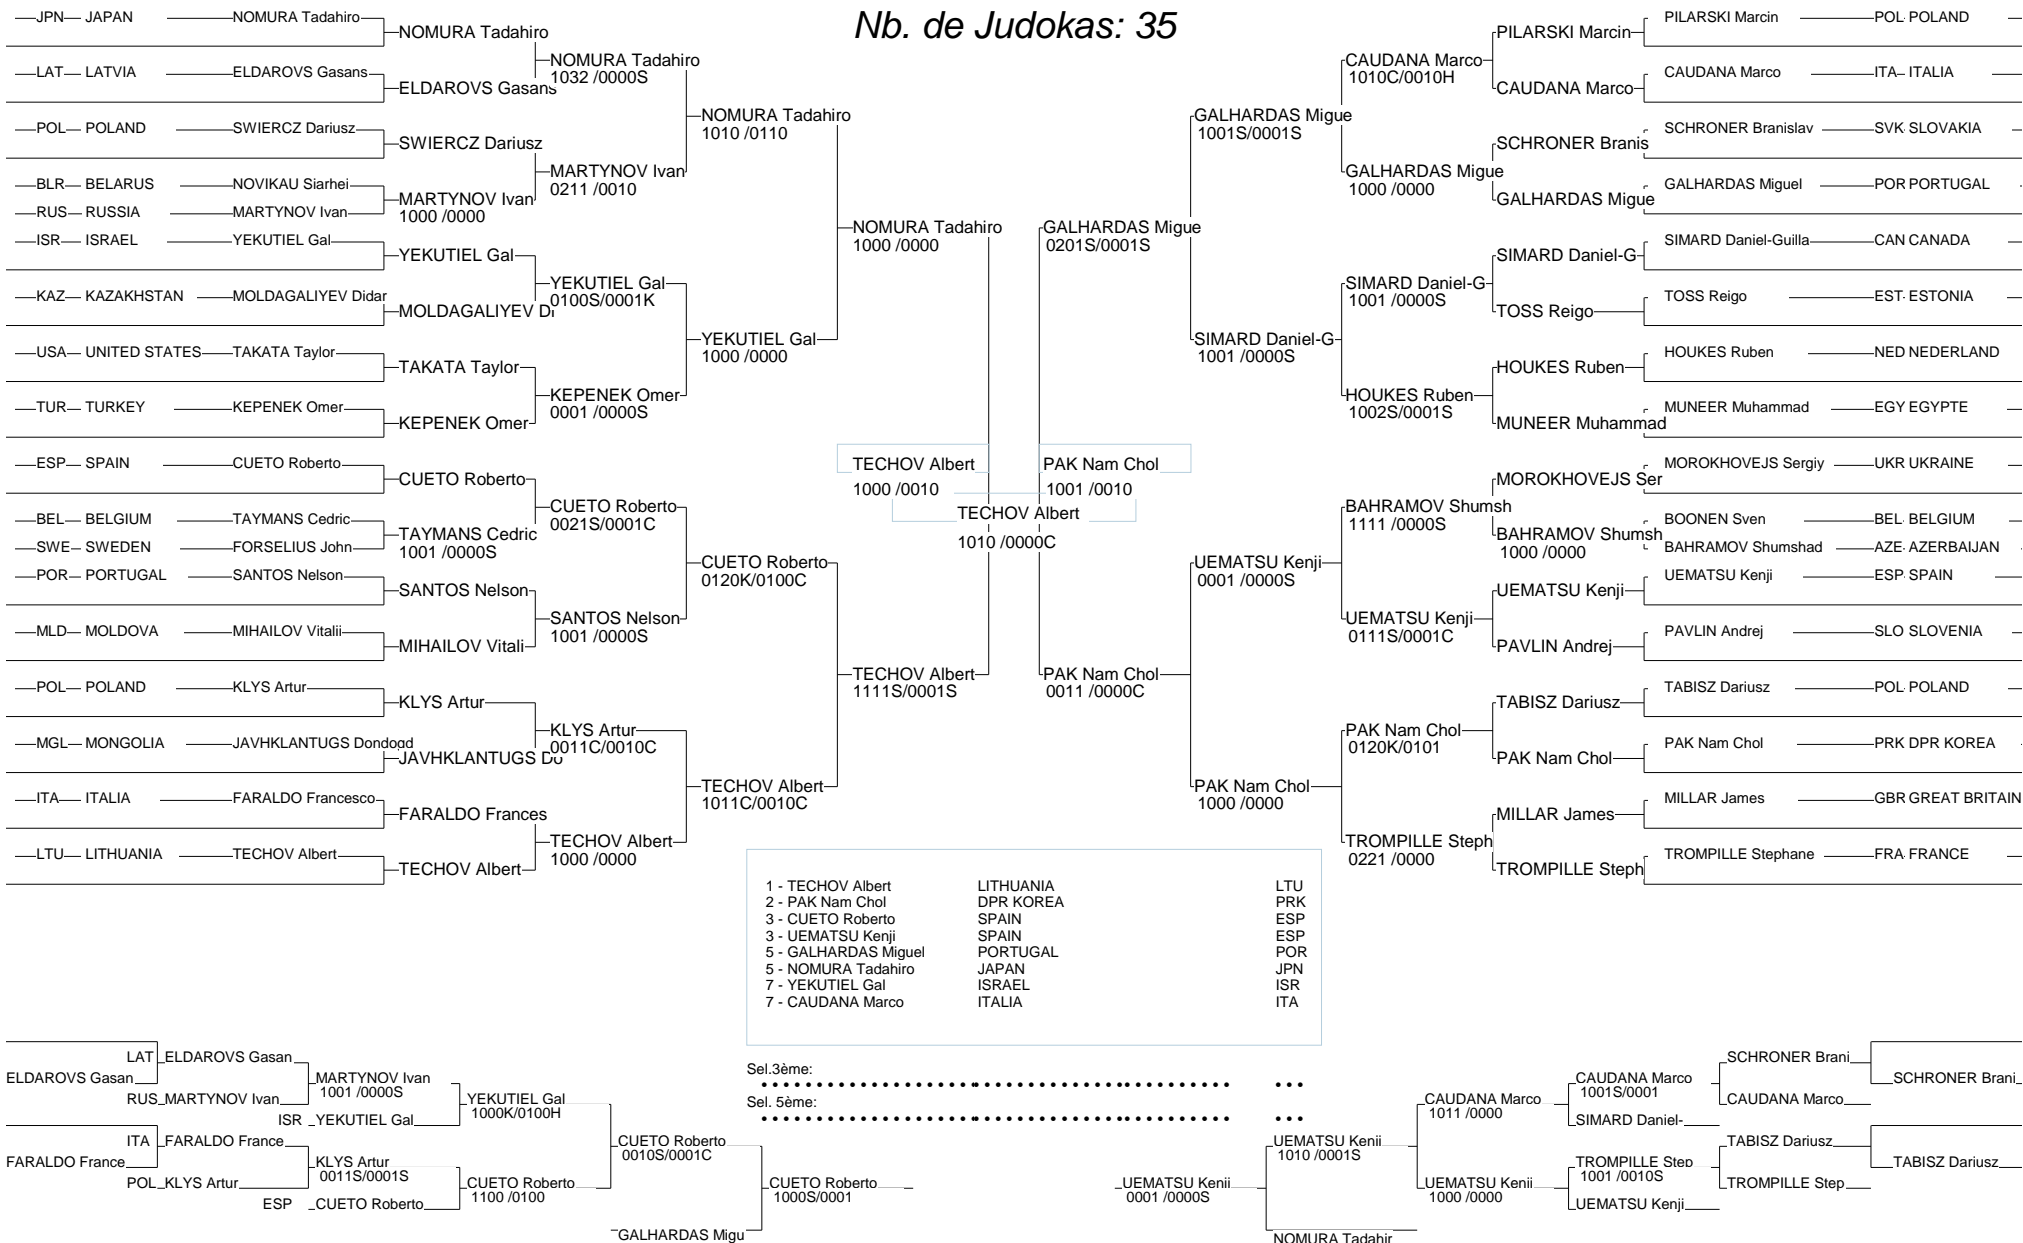 Nb. de Judokas: 35
JPN JAPAN NOMURA Tadahiro
LAT LATVIA ELDAROVS Gasans
POL POLAND SWIERCZ Dariusz
BLR BELARUS NOVIKAU Siarhei
RUS RUSSIA MARTYNOV Ivan
ISR ISRAEL YEKUTIEL Gal
KAZ KAZAKHSTAN MOLDAGALIYEV Didar
USA UNITED STATES TAKATA Taylor
TUR TURKEY KEPENEK Omer
ESP SPAIN CUETO Roberto
BEL BELGIUM TAYMANS Cedric
SWE SWEDEN FORSELIUS John
POR PORTUGAL SANTOS Nelson
MLD MOLDOVA MIHAILOV Vitalii
POL POLAND KLYS Artur
MGL MONGOLIA JAVHKLANTUGS Dondogd
ITA ITALIA FARALDO Francesco
LTU LITHUANIA TECHOV Albert
NOMURA Tadahiro
ELDAROVS Gasans
SWIERCZ Dariusz
MARTYNOV Ivan
1000 /0000
YEKUTIEL Gal
MOLDAGALIYEV Di
TAKATA Taylor
KEPENEK Omer
CUETO Roberto
TAYMANS Cedric
1001 /0000S
SANTOS Nelson
MIHAILOV Vitali
KLYS Artur
JAVHKLANTUGS Do
FARALDO Frances
TECHOV Albert
NOMURA Tadahiro
1032 /0000S
MARTYNOV Ivan
0211 /0010
YEKUTIEL Gal
0100S/0001K
KEPENEK Omer
0001 /0000S
CUETO Roberto
0021S/0001C
SANTOS Nelson
1001 /0000S
KLYS Artur
0011C/0010C
TECHOV Albert
1000 /0000
NOMURA Tadahiro
1010 /0110
YEKUTIEL Gal
1000 /0000
CUETO Roberto
0120K/0100C
TECHOV Albert
1011C/0010C
NOMURA Tadahiro
1000 /0000
TECHOV Albert
1111S/0001S
TECHOV Albert
1000 /0010
PAK Nam Chol
1001 /0010
TECHOV Albert
1010 /0000C
GALHARDAS Migue
0201S/0001S
PAK Nam Chol
0011 /0000C
GALHARDAS Migue
1001S/0001S
SIMARD Daniel-G
1001 /0000S
UEMATSU Kenji
0001 /0000S
PAK Nam Chol
1000 /0000
CAUDANA Marco
1010C/0010H
GALHARDAS Migue
1000 /0000
SIMARD Daniel-G
1001 /0000S
HOUKES Ruben
1002S/0001S
BAHRAMOV Shumsh
1111 /0000S
UEMATSU Kenji
0111S/0001C
PAK Nam Chol
0120K/0101
TROMPILLE Steph
0221 /0000
PILARSKI Marcin
CAUDANA Marco
SCHRONER Branis
GALHARDAS Migue
SIMARD Daniel-G
TOSS Reigo
HOUKES Ruben
MUNEER Muhammad
MOROKHOVEJS Ser
BAHRAMOV Shumsh
1000 /0000
UEMATSU Kenji
PAVLIN Andrej
TABISZ Dariusz
PAK Nam Chol
MILLAR James
TROMPILLE Steph
PILARSKI Marcin POL POLAND
CAUDANA Marco ITA ITALIA
SCHRONER Branislav SVK SLOVAKIA
GALHARDAS Miguel POR PORTUGAL
SIMARD Daniel-Guilla CAN CANADA
TOSS Reigo EST ESTONIA
HOUKES Ruben NED NEDERLAND
MUNEER Muhammad EGY EGYPTE
MOROKHOVEJS Sergiy UKR UKRAINE
BOONEN Sven BEL BELGIUM
BAHRAMOV Shumshad AZE AZERBAIJAN
UEMATSU Kenji ESP SPAIN
PAVLIN Andrej SLO SLOVENIA
TABISZ Dariusz POL POLAND
PAK Nam Chol PRK DPR KOREA
MILLAR James GBR GREAT BRITAIN
TROMPILLE Stephane FRA FRANCE
1 - TECHOV Albert LITHUANIA LTU
2 - PAK Nam Chol DPR KOREA PRK
3 - CUETO Roberto SPAIN ESP
3 - UEMATSU Kenji SPAIN ESP
5 - GALHARDAS Miguel PORTUGAL POR
5 - NOMURA Tadahiro JAPAN JPN
7 - YEKUTIEL Gal ISRAEL ISR
7 - CAUDANA Marco ITALIA ITA
Sel.3ème:
Sel. 5ème:
ELDAROVS Gasan
FARALDO France
LAT ELDAROVS Gasan
RUS MARTYNOV Ivan
ITA FARALDO France
POL KLYS Artur
MARTYNOV Ivan
1001 /0000S
ISR YEKUTIEL Gal
KLYS Artur
0011S/0001S
ESP CUETO Roberto
YEKUTIEL Gal
1000K/0100H
CUETO Roberto
1100 /0100
CUETO Roberto
0010S/0001C
GALHARDAS Migu
CUETO Roberto
1000S/0001
UEMATSU Kenji
0001 /0000S
UEMATSU Kenji
1010 /0001S
NOMURA Tadahir
CAUDANA Marco
1011 /0000
UEMATSU Kenji
1000 /0000
CAUDANA Marco
1001S/0001
SIMARD Daniel-
TROMPILLE Step
1001 /0010S
UEMATSU Kenji
SCHRONER Brani
CAUDANA Marco
TABISZ Dariusz
TROMPILLE Step
SCHRONER Brani
TABISZ Dariusz